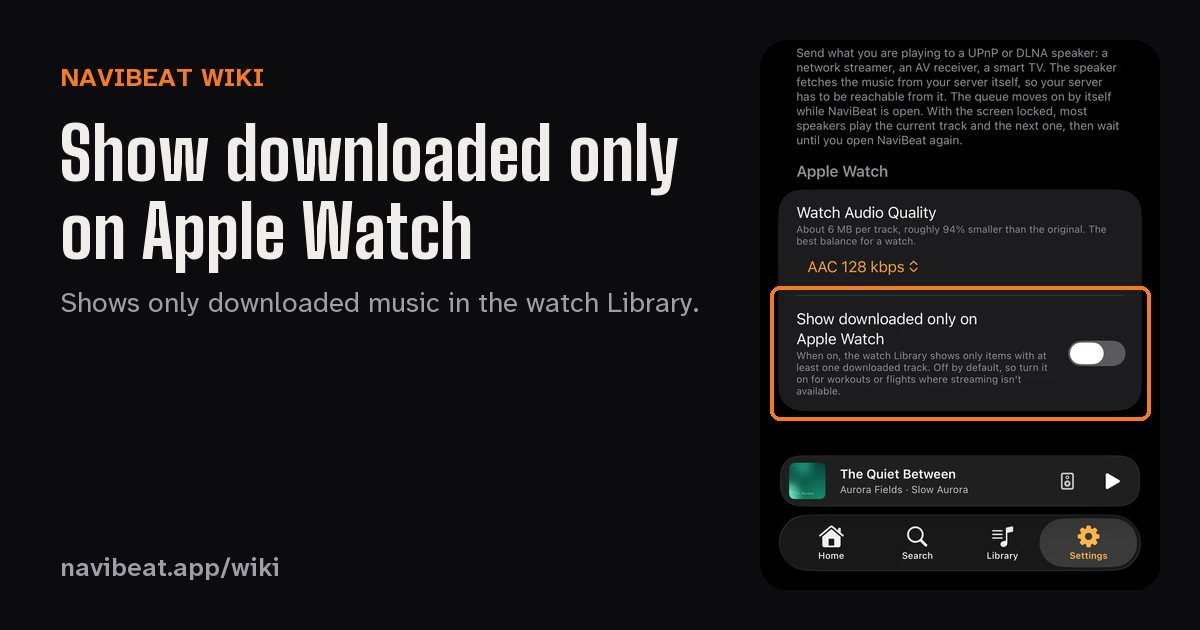 NAVIBEAT WIKI
Show downloaded only
on Apple Watch
Shows only downloaded music in the watch Library.
navibeat.app/wiki
Send what you are playing to a UPnP or DLNA speaker: a
network streamer, an AV receiver, a smart TV. The speaker
fetches the music from your server itself, so your server
has to be reachable from it. The queue moves on by itself
while NaviBeat is open. With the screen locked, most
speakers play the current track and the next one, then wait
until you open NaviBeat again.
Apple Watch
Watch Audio Quality
About 6 MB per track, roughly 94% smaller than the original. The
best balance for a watch.
AAC 128 kbps
Show downloaded only on
Apple Watch
When on, the watch Library shows only items with at
least one downloaded track. Off by default, so turn it
on for workouts or flights where streaming isn't
available.
The Quiet Between
Aurora Fields · Slow Aurora
Home
Search
Library
Settings